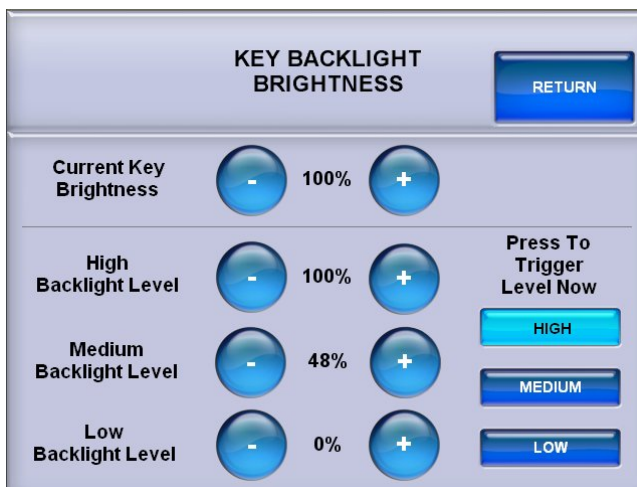 KEY BACKLIGHT
BRIGHTNESS
RETURN
Current Key
Brightness
- 100% +
High
Backlight Level
- 100% +
Medium
Backlight Level
- 48% +
Low
Backlight Level
- 0% +
Press To
Trigger
Level Now
HIGH
MEDIUM
LOW